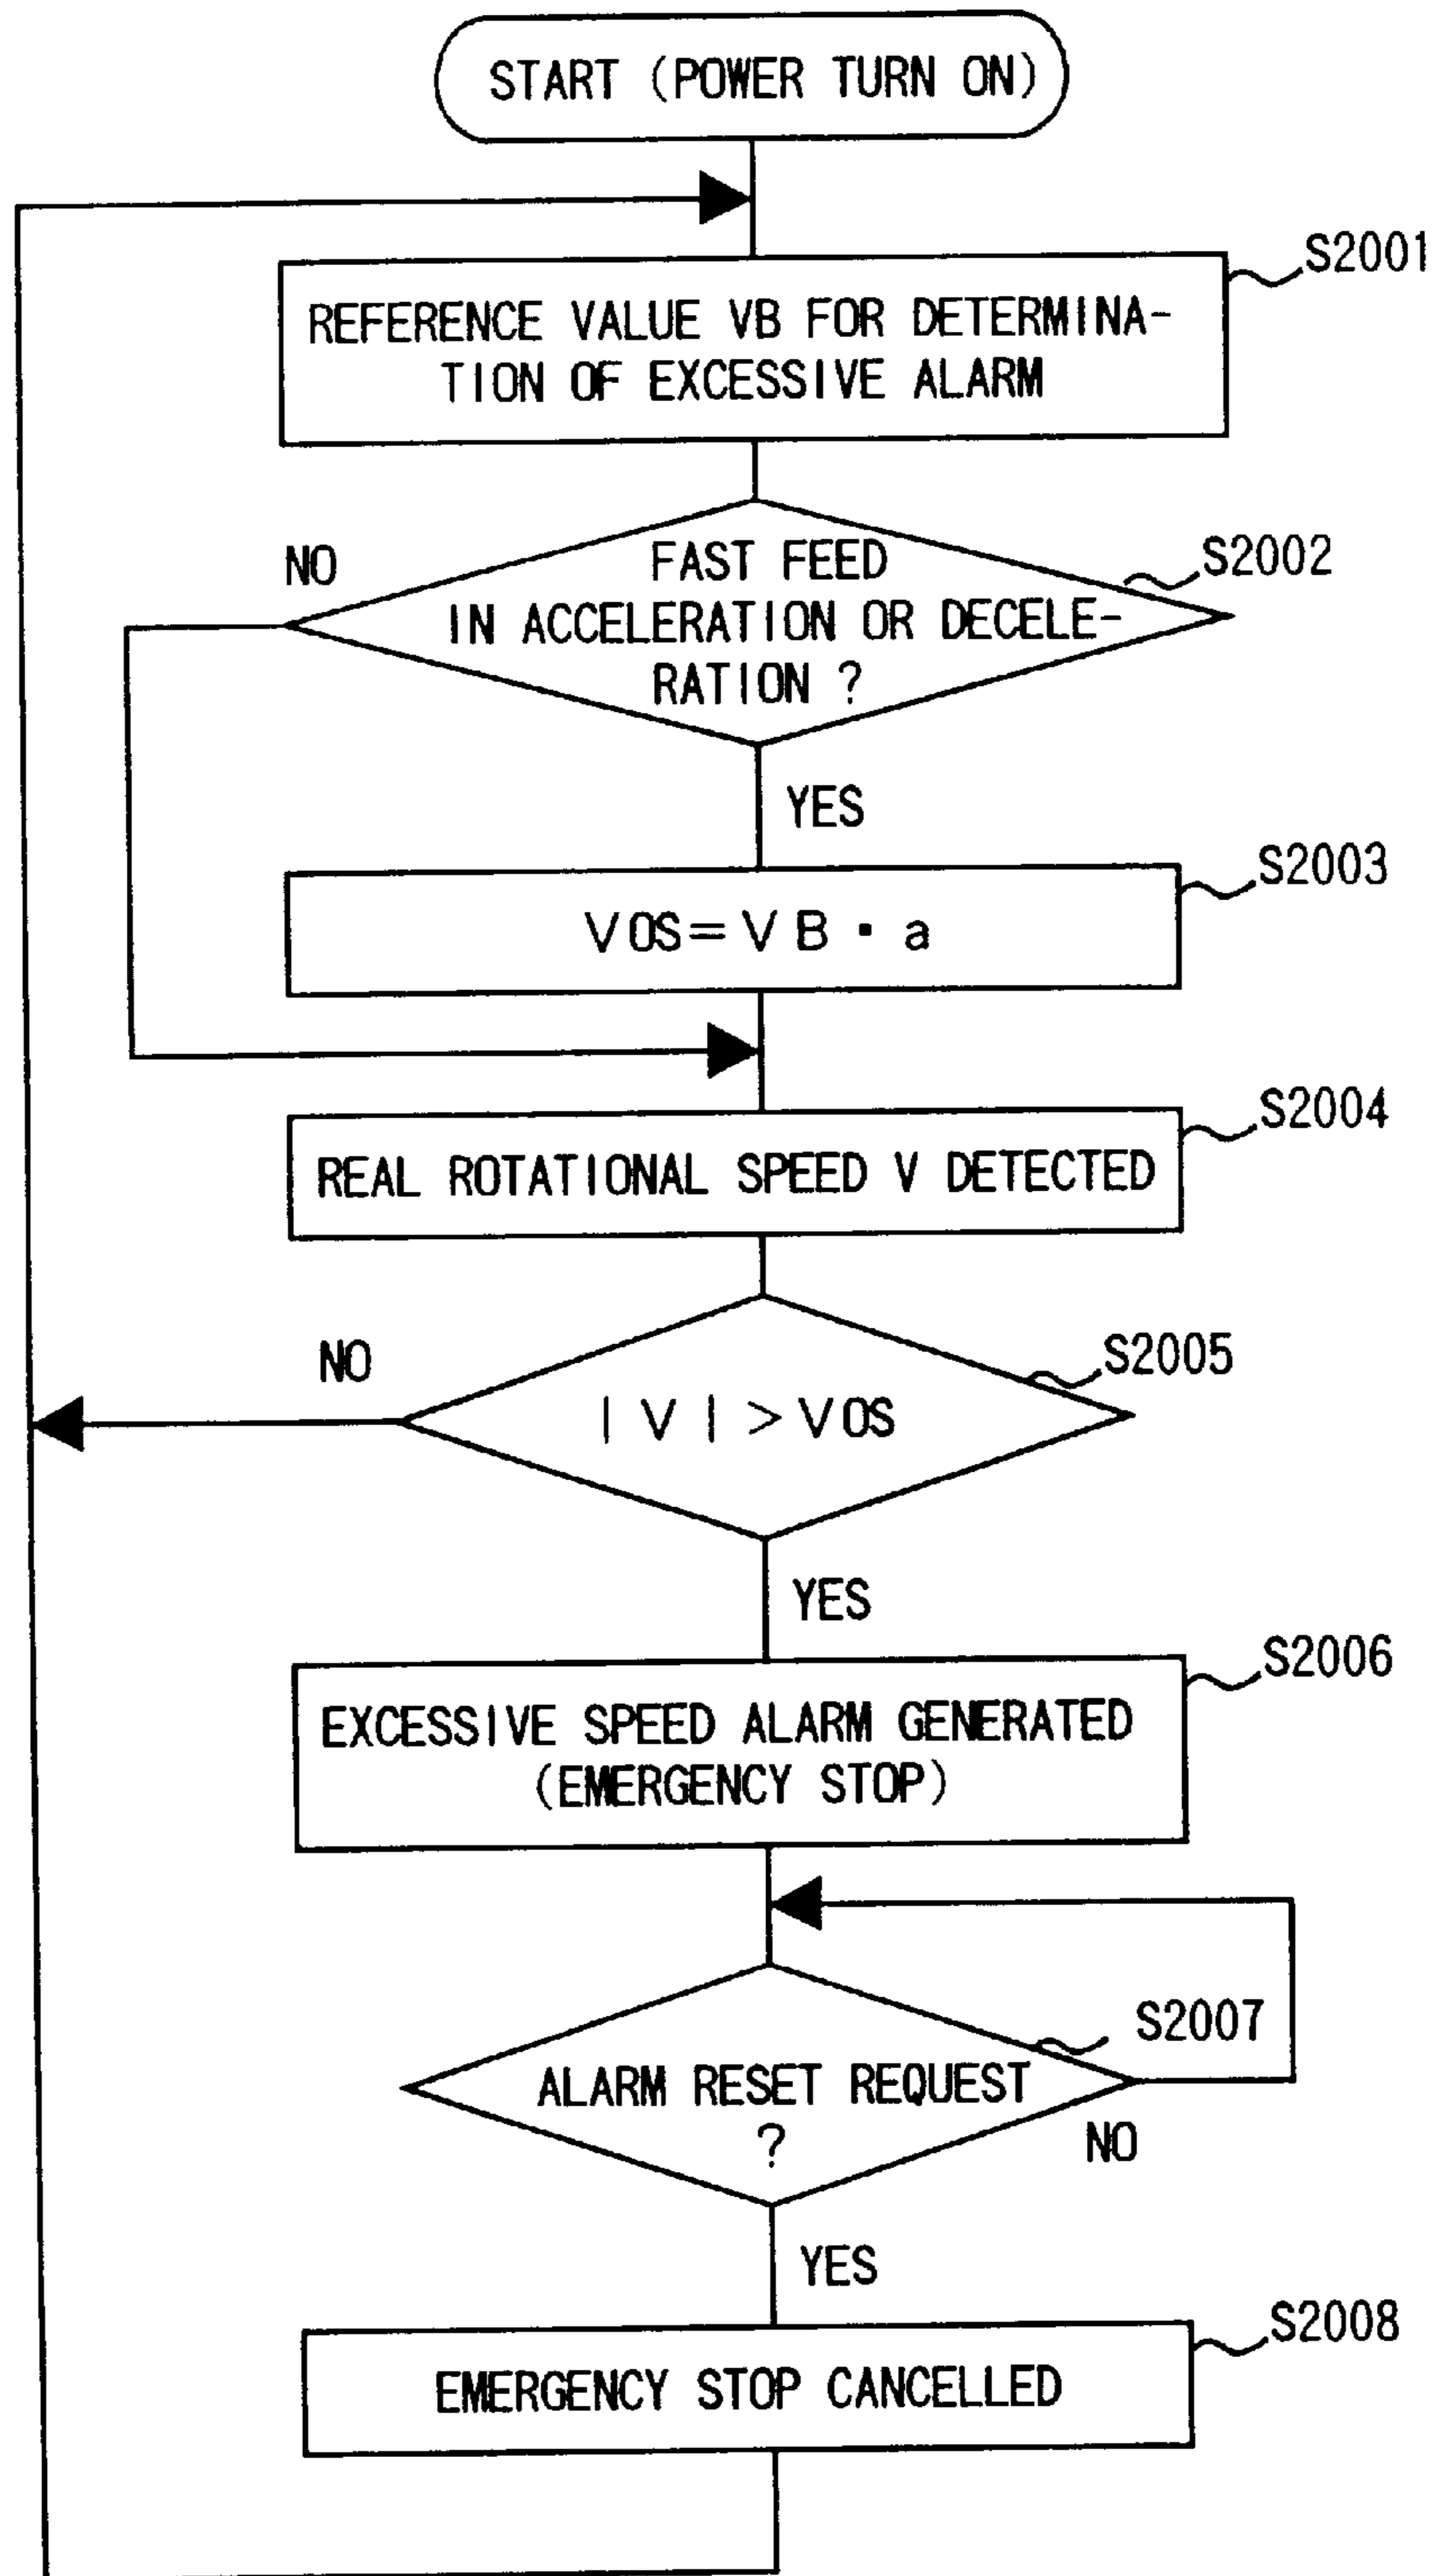 START (POWER TURN ON)
S2001
REFERENCE VALUE VB FOR DETERMINA-
TION OF EXCESSIVE ALARM
NO
S2002
FAST FEED
IN ACCELERATION OR DECELE-
RATION ?
YES
S2003
VOS=VB・a
S2004
REAL ROTATIONAL SPEED V DETECTED
NO
S2005
|V|>VOS
YES
S2006
EXCESSIVE SPEED ALARM GENERATED
(EMERGENCY STOP)
S2007
ALARM RESET REQUEST
?
NO
YES
S2008
EMERGENCY STOP CANCELLED